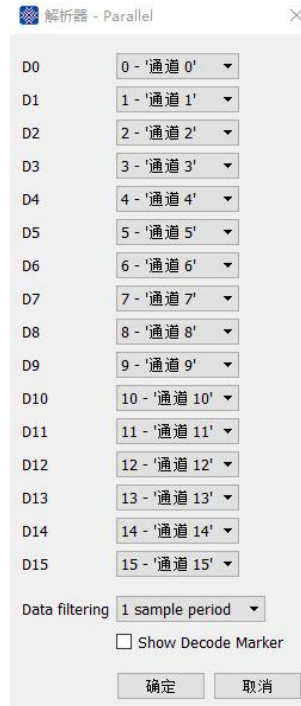 解析器 - Parallel
D0 0 - '通道 0'
D1 1 - '通道 1'
D2 2 - '通道 2'
D3 3 - '通道 3'
D4 4 - '通道 4'
D5 5 - '通道 5'
D6 6 - '通道 6'
D7 7 - '通道 7'
D8 8 - '通道 8'
D9 9 - '通道 9'
D10 10 - '通道 10'
D11 11 - '通道 11'
D12 12 - '通道 12'
D13 13 - '通道 13'
D14 14 - '通道 14'
D15 15 - '通道 15'
Data filtering 1 sample period
Show Decode Marker
确定 取消